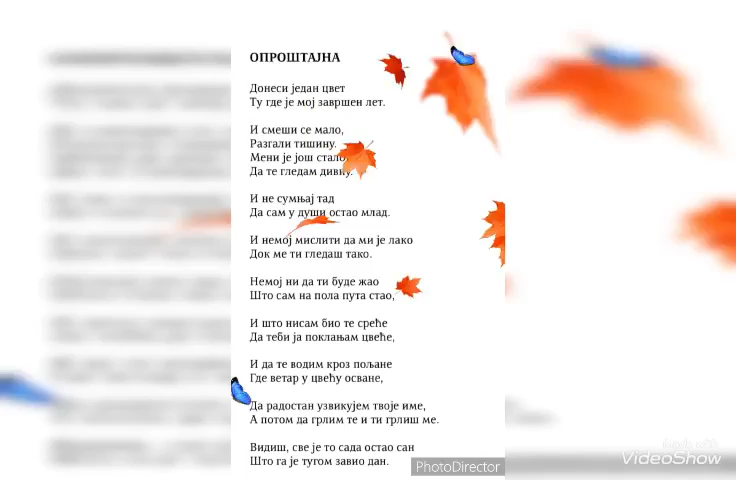 ОПРОШТАЈНА
Донеси један цвет
Ту где је мој завршен лет.
И смеши се мало,
Разгали тишину.
Мени је још стало
Да те гледам дивну.
И не сумњај тад
Да сам у души остао млад.
И немој мислити да ми је лако
Док ме ти гледаш тако.
Немој ни да ти буде жао
Што сам на пола пута стао,
И што нисам био те среће
Да теби ја поклањам цвеће,
И да те водим кроз пољане
Где ветар у цвећу осване,
Да радостан узвикујем твоје име,
А потом да грлим те и ти грлиш ме.
Видиш, све је то сада остао сан
Што га је тугом завио дан.
PhotoDirector
Made with
VideoShow